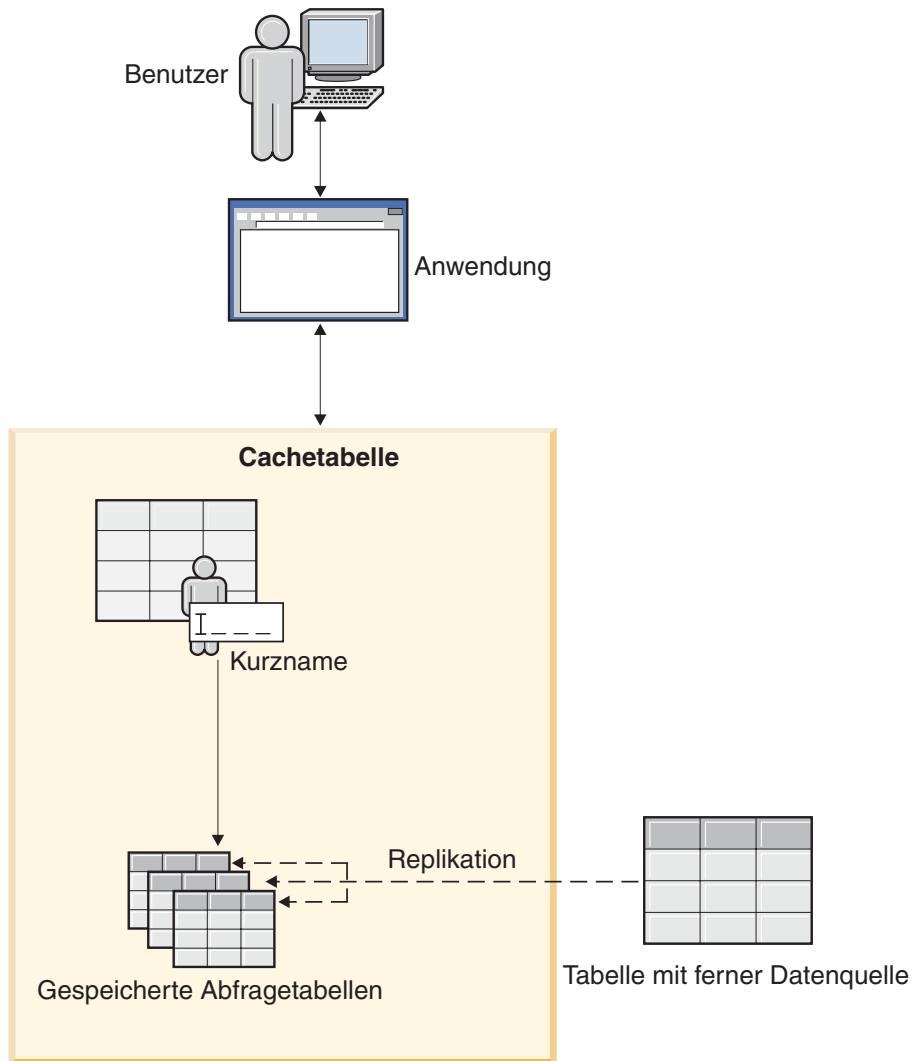 Benutzer
Anwendung
Cachetabelle
Kurzname
Replikation
Gespeicherte Abfragetabellen
Tabelle mit ferner Datenquelle